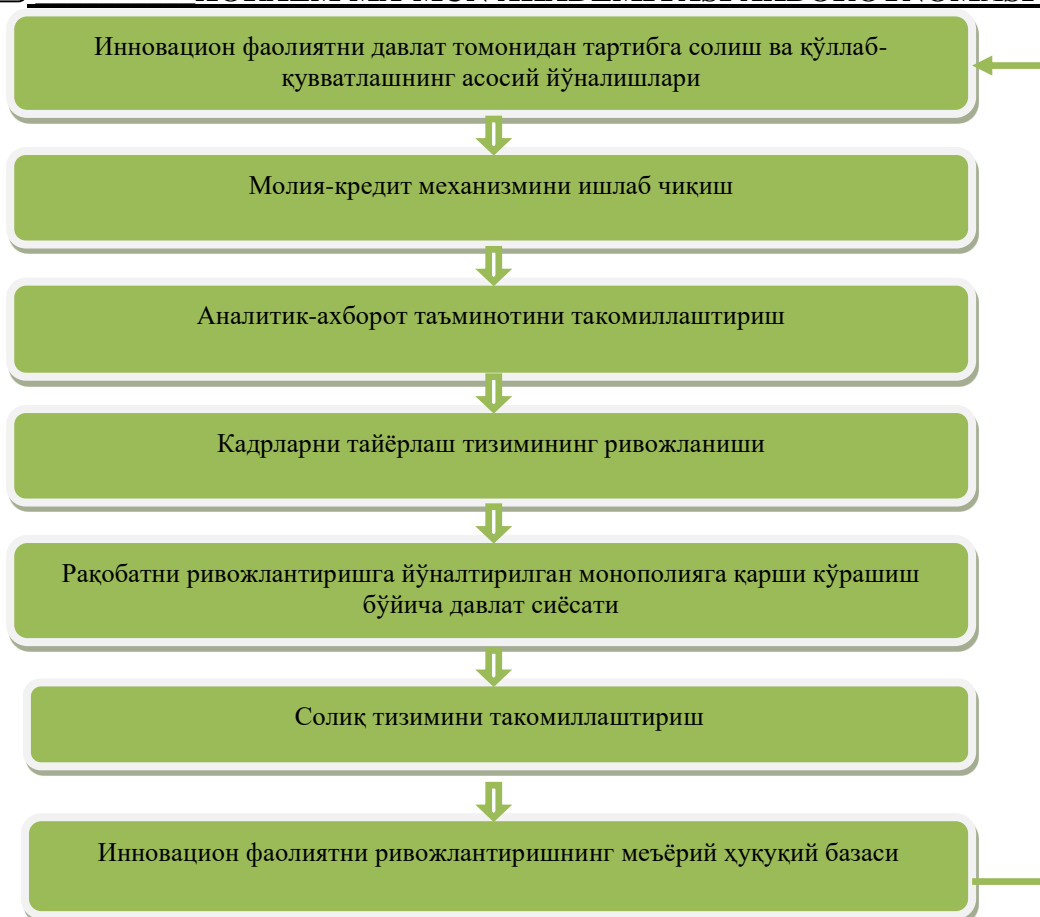 Инновацион фаолиятни давлат томонидан тартибга солиш ва қўллаб-
қувватлашнинг асосий йўналишлари
Молия-кредит механизмини ишлаб чиқиш
Аналитик-ахборот таъминотини такомиллаштириш
Кадрларни тайёрлаш тизимининг ривожланиши
Рақобатни ривожлантиришга йўналтирилган монополияга қарши кўрашиш
бўйича давлат сиёсати
Солиқ тизимини такомиллаштириш
Инновацион фаолиятни ривожлантиришнинг меъёрий ҳуқуқий базаси